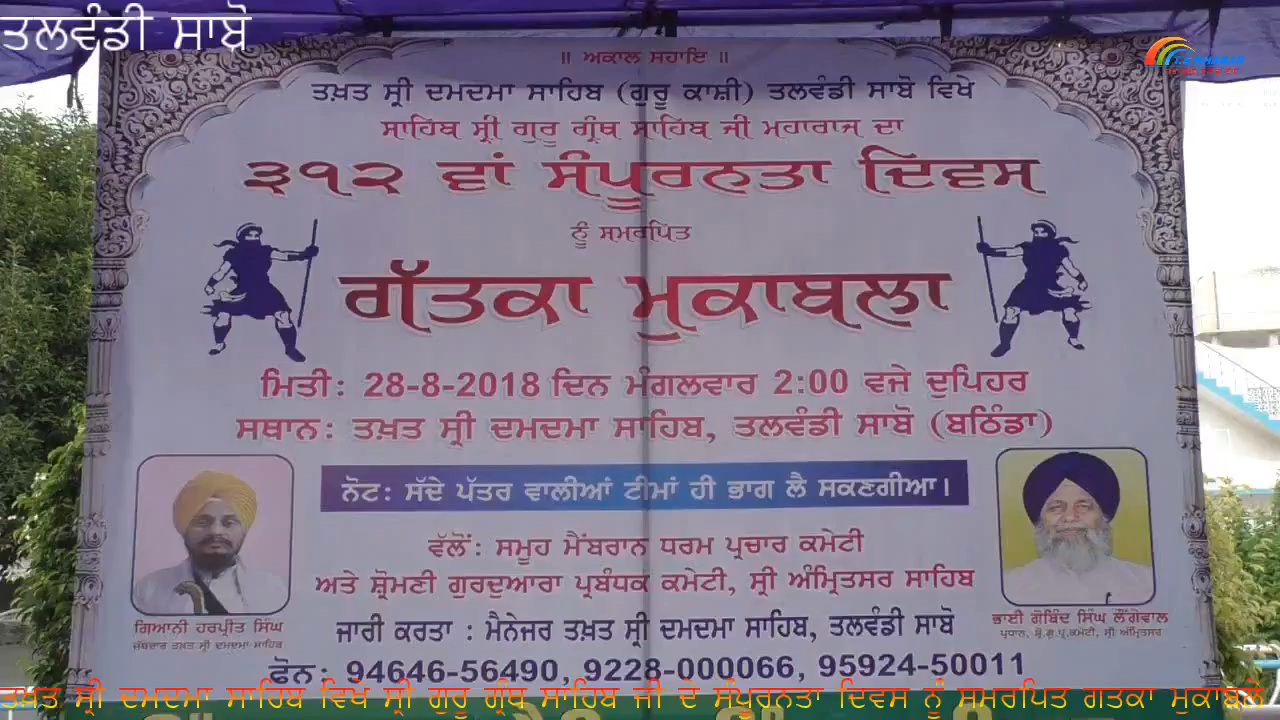 ਤਲਵੰਡੀ ਸਾਬੋ
॥ ਅਕਾਲ ਸਹਾਇ ॥
T.S KHABAR
ਤਖ਼ਤ ਸ੍ਰੀ ਦਮਦਮਾ ਸਾਹਿਬ (ਗੁਰੂ ਕਾਸ਼ੀ) ਤਲਵੰਡੀ ਸਾਬੋ ਵਿਖੇ
ਸਾਹਿਬ ਸ੍ਰੀ ਗੁਰੂ ਗ੍ਰੰਥ ਸਾਹਿਬ ਜੀ ਮਹਾਰਾਜ ਦਾ
੩੧੨ ਵਾਂ ਸੰਪੂਰਨਤਾ ਦਿਵਸ
ਨੂੰ ਸਮਰਪਿਤ
ਗੱਤਕਾ ਮੁਕਾਬਲਾ
ਮਿਤੀ: 28-8-2018 ਦਿਨ ਮੰਗਲਵਾਰ 2:00 ਵਜੇ ਦੁਪਿਹਰ
ਸਥਾਨ: ਤਖ਼ਤ ਸ੍ਰੀ ਦਮਦਮਾ ਸਾਹਿਬ, ਤਲਵੰਡੀ ਸਾਬੋ (ਬਠਿੰਡਾ)
ਨੋਟ: ਸੱਦੇ ਪੱਤਰ ਵਾਲੀਆਂ ਟੀਮਾਂ ਹੀ ਭਾਗ ਲੈ ਸਕਣਗੀਆ।
ਵੱਲੋਂ: ਸਮੂਹ ਮੈਂਬਰਾਨ ਧਰਮ ਪ੍ਰਚਾਰ ਕਮੇਟੀ
ਅਤੇ ਸ਼੍ਰੋਮਣੀ ਗੁਰਦੁਆਰਾ ਪ੍ਰਬੰਧਕ ਕਮੇਟੀ, ਸ੍ਰੀ ਅੰਮ੍ਰਿਤਸਰ ਸਾਹਿਬ
ਗਿਆਨੀ ਹਰਪ੍ਰੀਤ ਸਿੰਘ
ਜੱਥੇਦਾਰ ਤਖ਼ਤ ਸ੍ਰੀ ਦਮਦਮਾ ਸਾਹਿਬ
ਭਾਈ ਗੋਬਿੰਦ ਸਿੰਘ ਲੌਂਗੋਵਾਲ
ਪ੍ਰਧਾਨ, ਸ਼੍ਰੋ.ਗੁ.ਪ੍ਰ.ਕਮੇਟੀ, ਸ੍ਰੀ ਅੰਮ੍ਰਿਤਸਰ
ਜਾਰੀ ਕਰਤਾ : ਮੈਨੇਜਰ ਤਖ਼ਤ ਸ੍ਰੀ ਦਮਦਮਾ ਸਾਹਿਬ, ਤਲਵੰਡੀ ਸਾਬੋ
ਫੋਨ: 94646-56490, 9228-000066, 95924-50011
ਤਖ਼ਤ ਸ੍ਰੀ ਦਮਦਮਾ ਸਾਹਿਬ ਵਿਖੇ ਸ੍ਰੀ ਗੁਰੂ ਗ੍ਰੰਥ ਸਾਹਿਬ ਜੀ ਦੇ ਸੰਪੂਰਨਤਾ ਦਿਵਸ ਨੂੰ ਸਮਰਪਿਤ ਗਤਕਾ ਮੁਕਾਬਲੇ